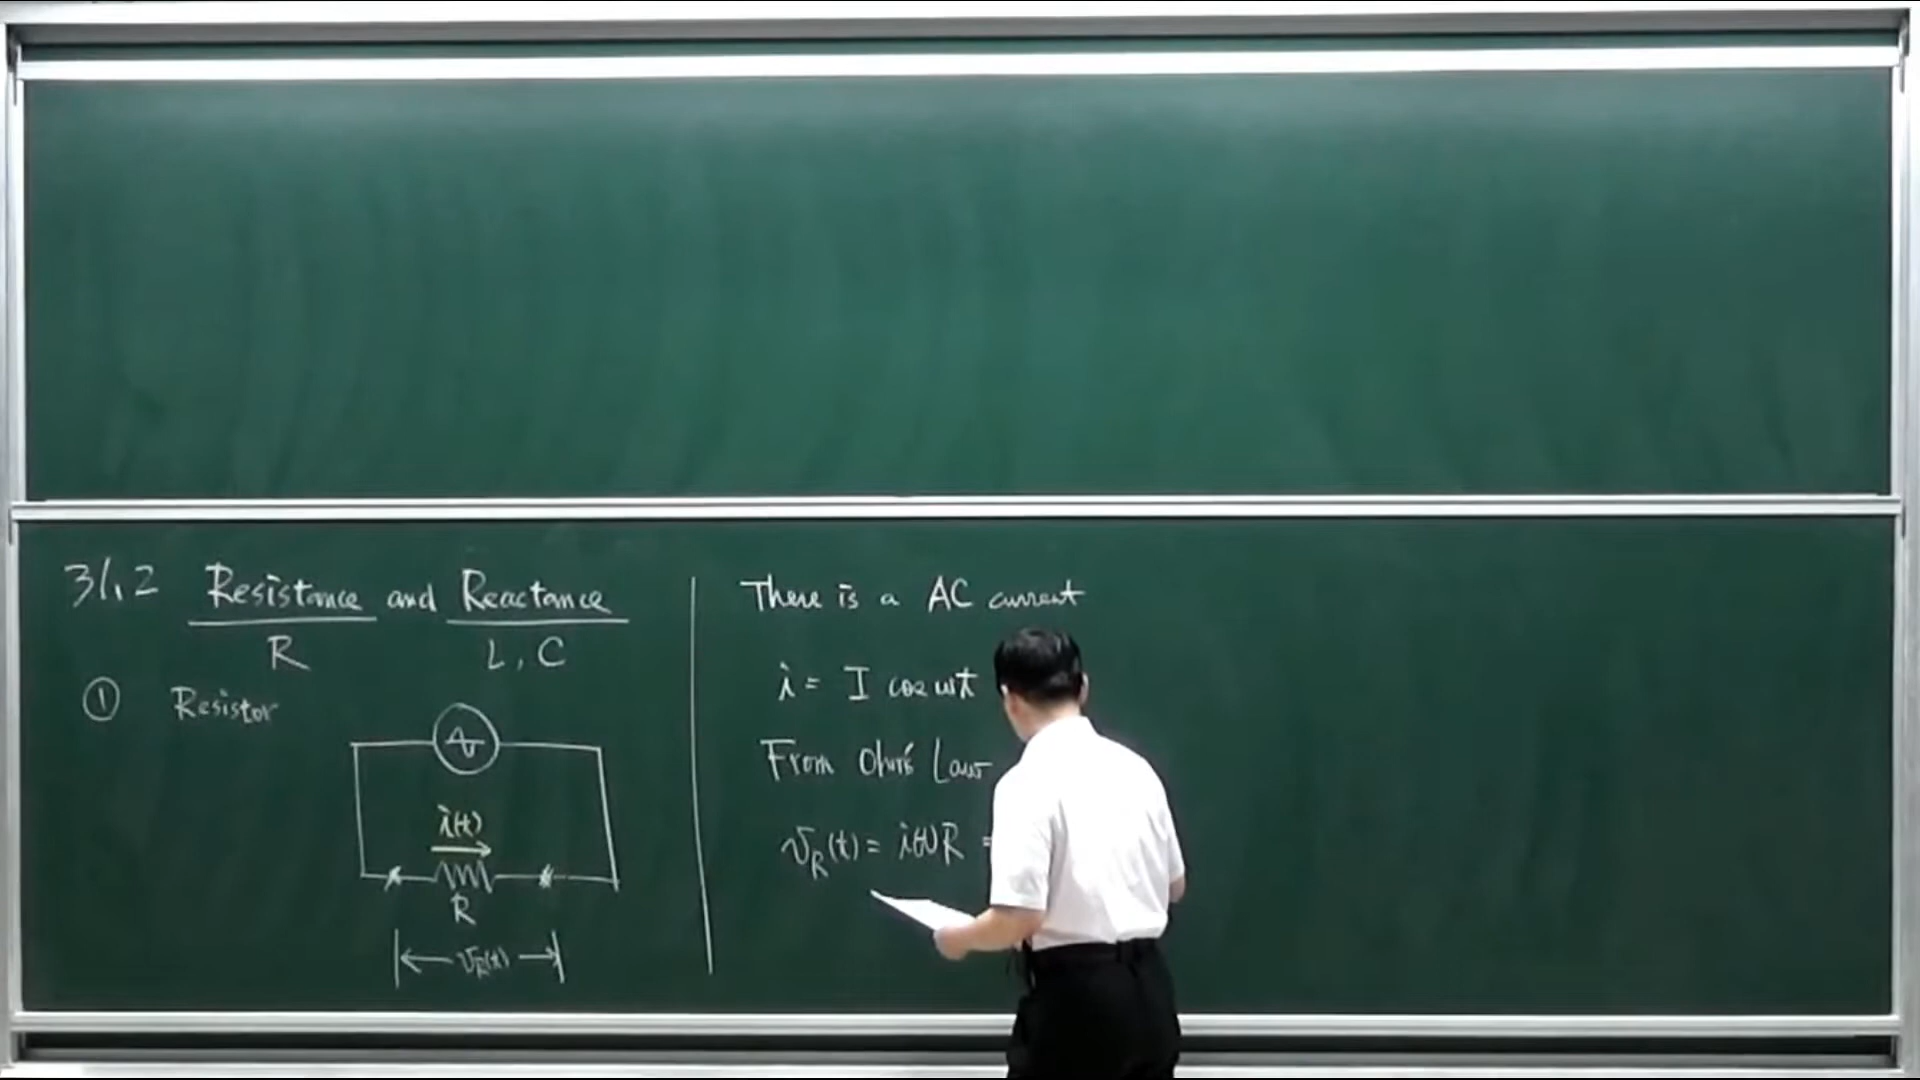 31.2 Resistance and Reactance
R L, C
① Resistor
i(t)
R
v_R(t)
There is a AC current
i = I cos ωt
From Ohm's Law
v_R(t) = i(t)R =